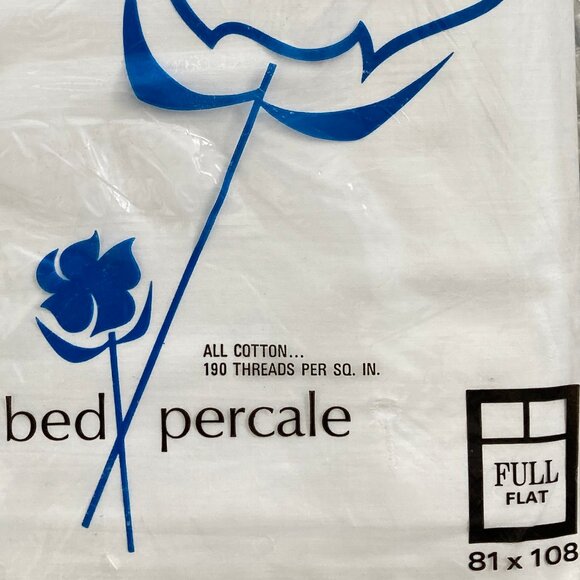 ALL COTTON...
190 THREADS PER SQ. IN.
bed percale
FULL
FLAT
81 x 108